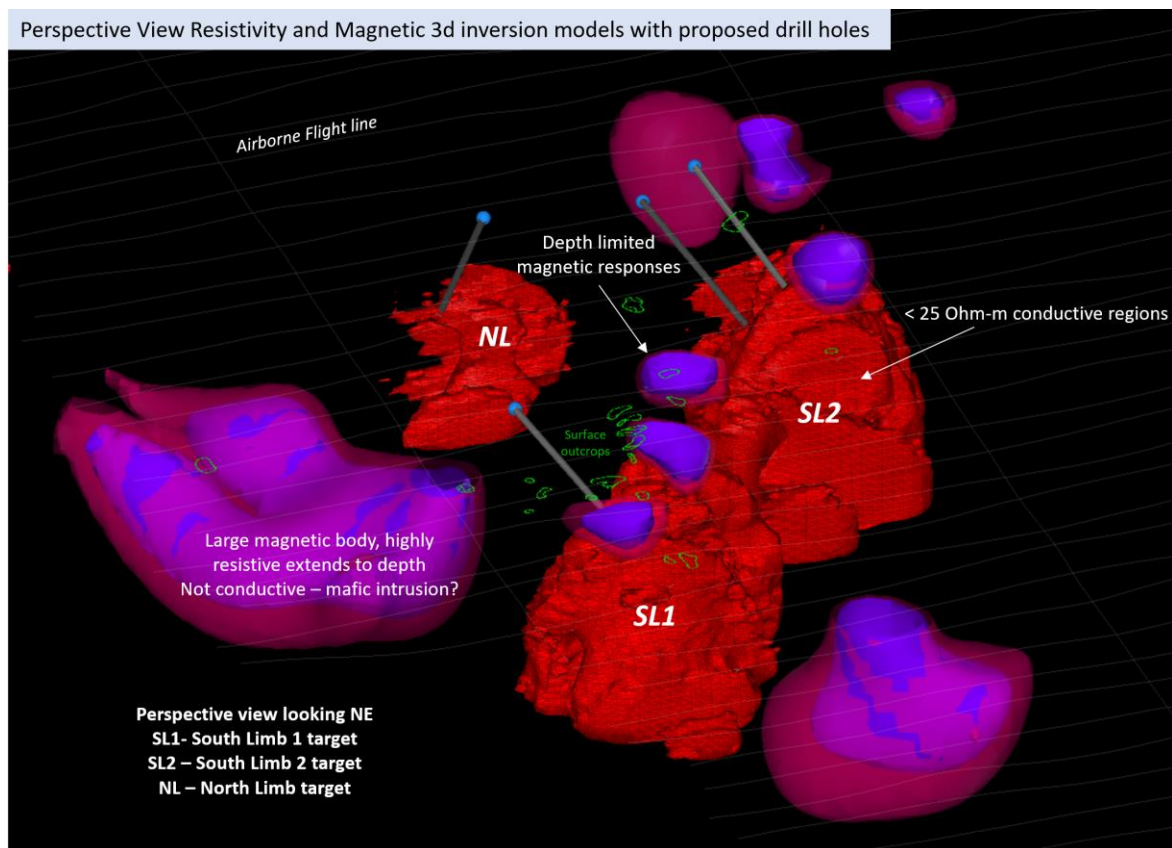 Perspective View Resistivity and Magnetic 3d inversion models with proposed drill holes
Airborne Flight line
Depth limited
magnetic responses
< 25 Ohm-m conductive regions
NL
SL2
Surface
outcrops
Large magnetic body, highly
resistive extends to depth
Not conductive – mafic intrusion?
SL1
Perspective view looking NE
SL1- South Limb 1 target
SL2 – South Limb 2 target
NL – North Limb target